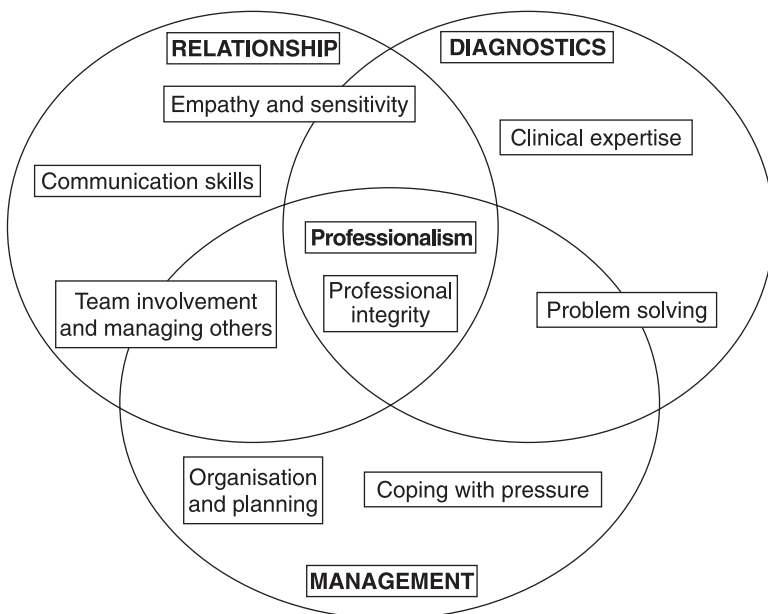 RELATIONSHIP
DIAGNOSTICS
Empathy and sensitivity
Clinical expertise
Communication skills
Professionalism
Team involvement
and managing others
Professional
integrity
Problem solving
Organisation
and planning
Coping with pressure
MANAGEMENT